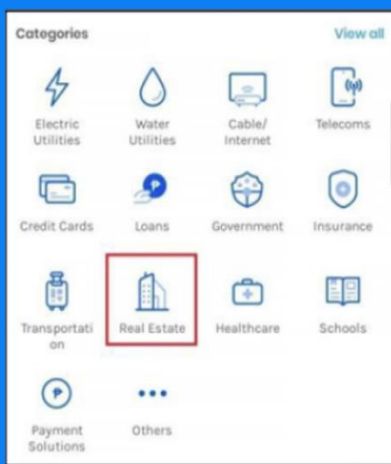 Categories View all
Electric Water Cable/ Telecoms
Utilities Utilities Internet
Credit Cards Loans Government Insurance
Transportati Real Estate Healthcare Schools
on
Payment Others
Solutions